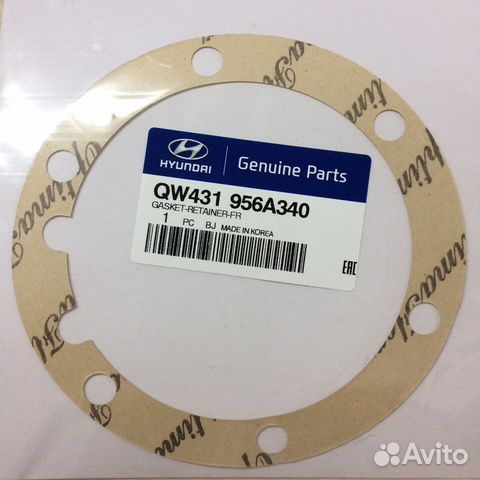 HYUNDAI
Genuine Parts
QW431 956A340
GASKET-RETAINER-FR
1 PC BJ MADE IN KOREA
EAC
Avito